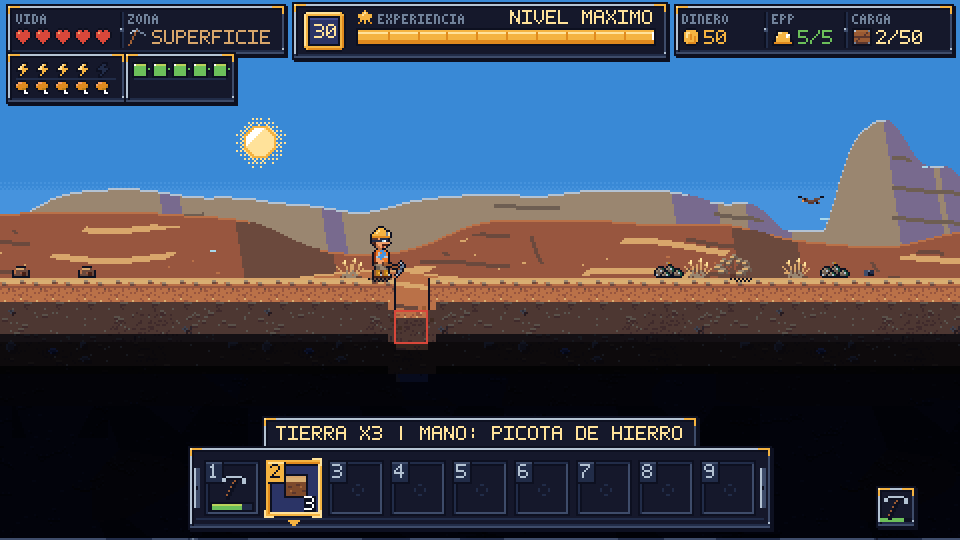 VIDA
ZONA
SUPERFICIE
30
EXPERIENCIA
NIVEL MAXIMO
DINERO
50
EPP
5/5
CARGA
2/50
TIERRA X3 | MANO: PICOTA DE HIERRO
1
2
3
3
4
5
6
7
8
9